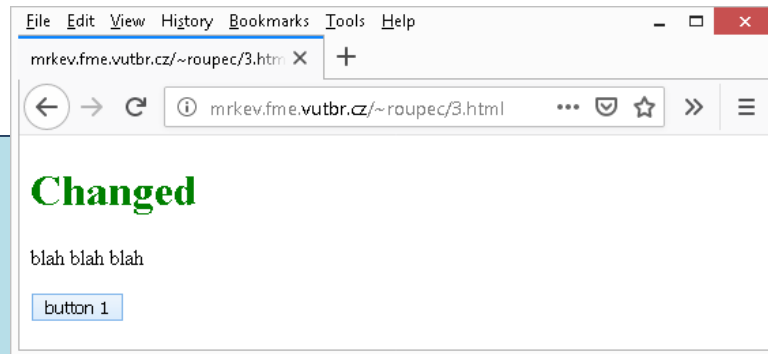 File Edit View History Bookmarks Tools Help
mrkev.fme.vutbr.cz/~roupec/3.htm
mrkev.fme.vutbr.cz/~roupec/3.html
Changed
blah blah blah
button 1